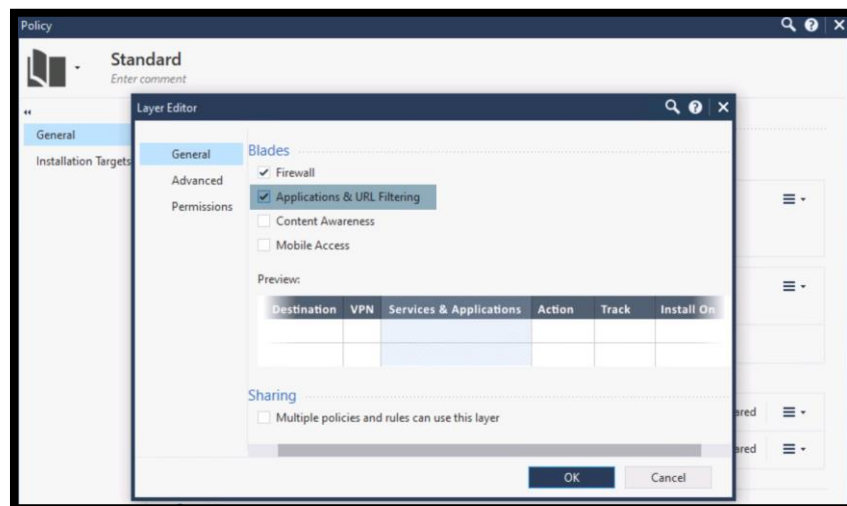 Policy
Standard
Enter comment
General
Installation Targets
Layer Editor
General
Advanced
Permissions
Blades
Firewall
Applications & URL Filtering
Content Awareness
Mobile Access
Preview:
Destination VPN Services & Applications Action Track Install On
Sharing
Multiple policies and rules can use this layer
ared
ared
OK Cancel